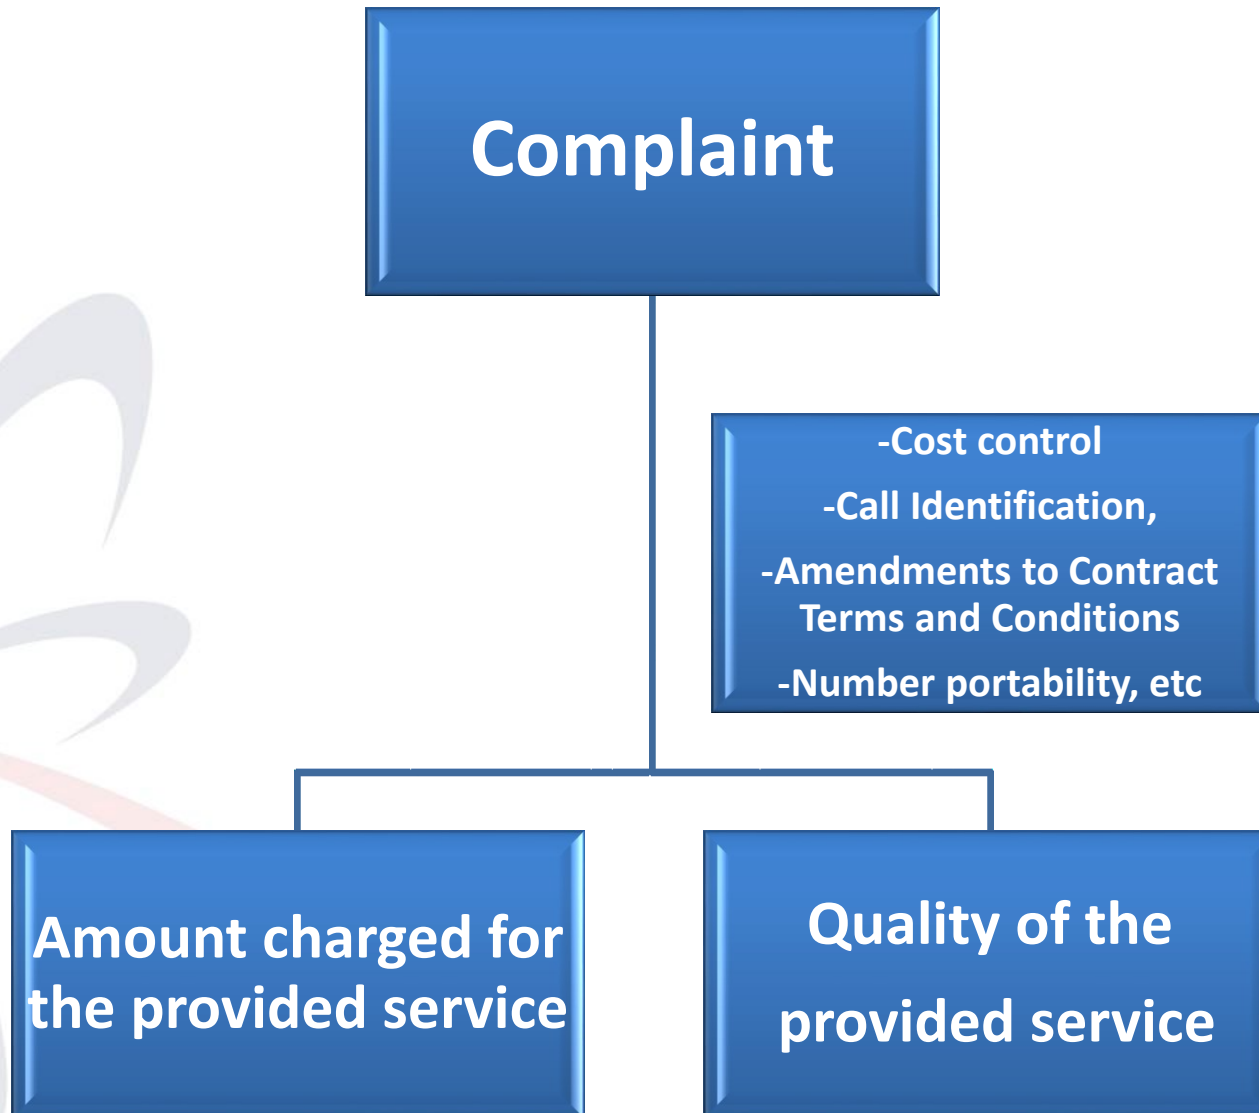 Complaint
-Cost control
-Call Identification,
-Amendments to Contract
Terms and Conditions
-Number portability, etc
Amount charged for
the provided service
Quality of the
provided service